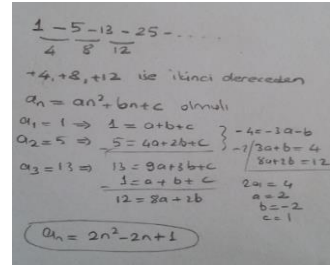 1 - 5 - 13 - 25 - .....
4 8 12
+4, +8, +12 ise ikinci dereceden
an = an²+bn+c olmalı
a₁ = 1 ⇒ 1 = a+b+c
a₂ = 5 ⇒ 5 = 4a+2b+c
-4 = -3a-b
a₃ = 13 ⇒ 13 = 9a+3b+c
-2/3a+b = 4
- 1 = a + b + c
8a+2b = 12
12 = 8a + 2b
2a = 4
a = 2
b = -2
c = 1
an = 2n²-2n+1